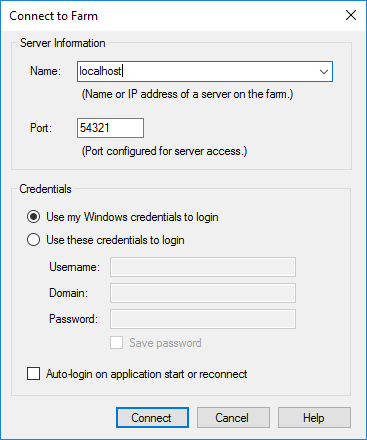 Connect to Farm
Server Information
Name: localhost
(Name or IP address of a server on the farm.)
Port: 54321
(Port configured for server access.)
Credentials
Use my Windows credentials to login
Use these credentials to login
Username:
Domain:
Password:
Save password
Auto-login on application start or reconnect
Connect Cancel Help